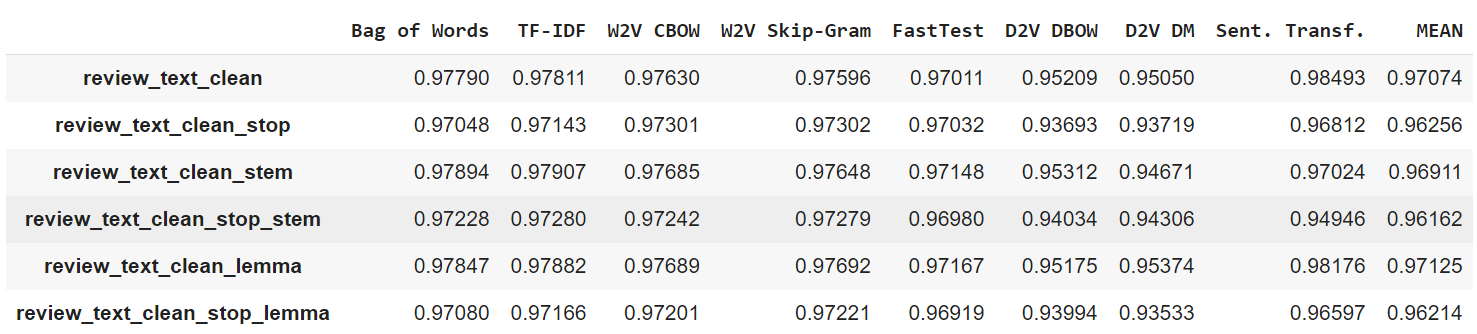 Bag of Words TF-IDF W2V CBOW W2V Skip-Gram FastTest D2V DBOW D2V DM Sent. Transf. MEAN
review_text_clean 0.97790 0.97811 0.97630 0.97596 0.97011 0.95209 0.95050 0.98493 0.97074
review_text_clean_stop 0.97048 0.97143 0.97301 0.97302 0.97032 0.93693 0.93719 0.96812 0.96256
review_text_clean_stem 0.97894 0.97907 0.97685 0.97648 0.97148 0.95312 0.94671 0.97024 0.96911
review_text_clean_stop_stem 0.97228 0.97280 0.97242 0.97279 0.96980 0.94034 0.94306 0.94946 0.96162
review_text_clean_lemma 0.97847 0.97882 0.97689 0.97692 0.97167 0.95175 0.95374 0.98176 0.97125
review_text_clean_stop_lemma 0.97080 0.97166 0.97201 0.97221 0.96919 0.93994 0.93533 0.96597 0.96214